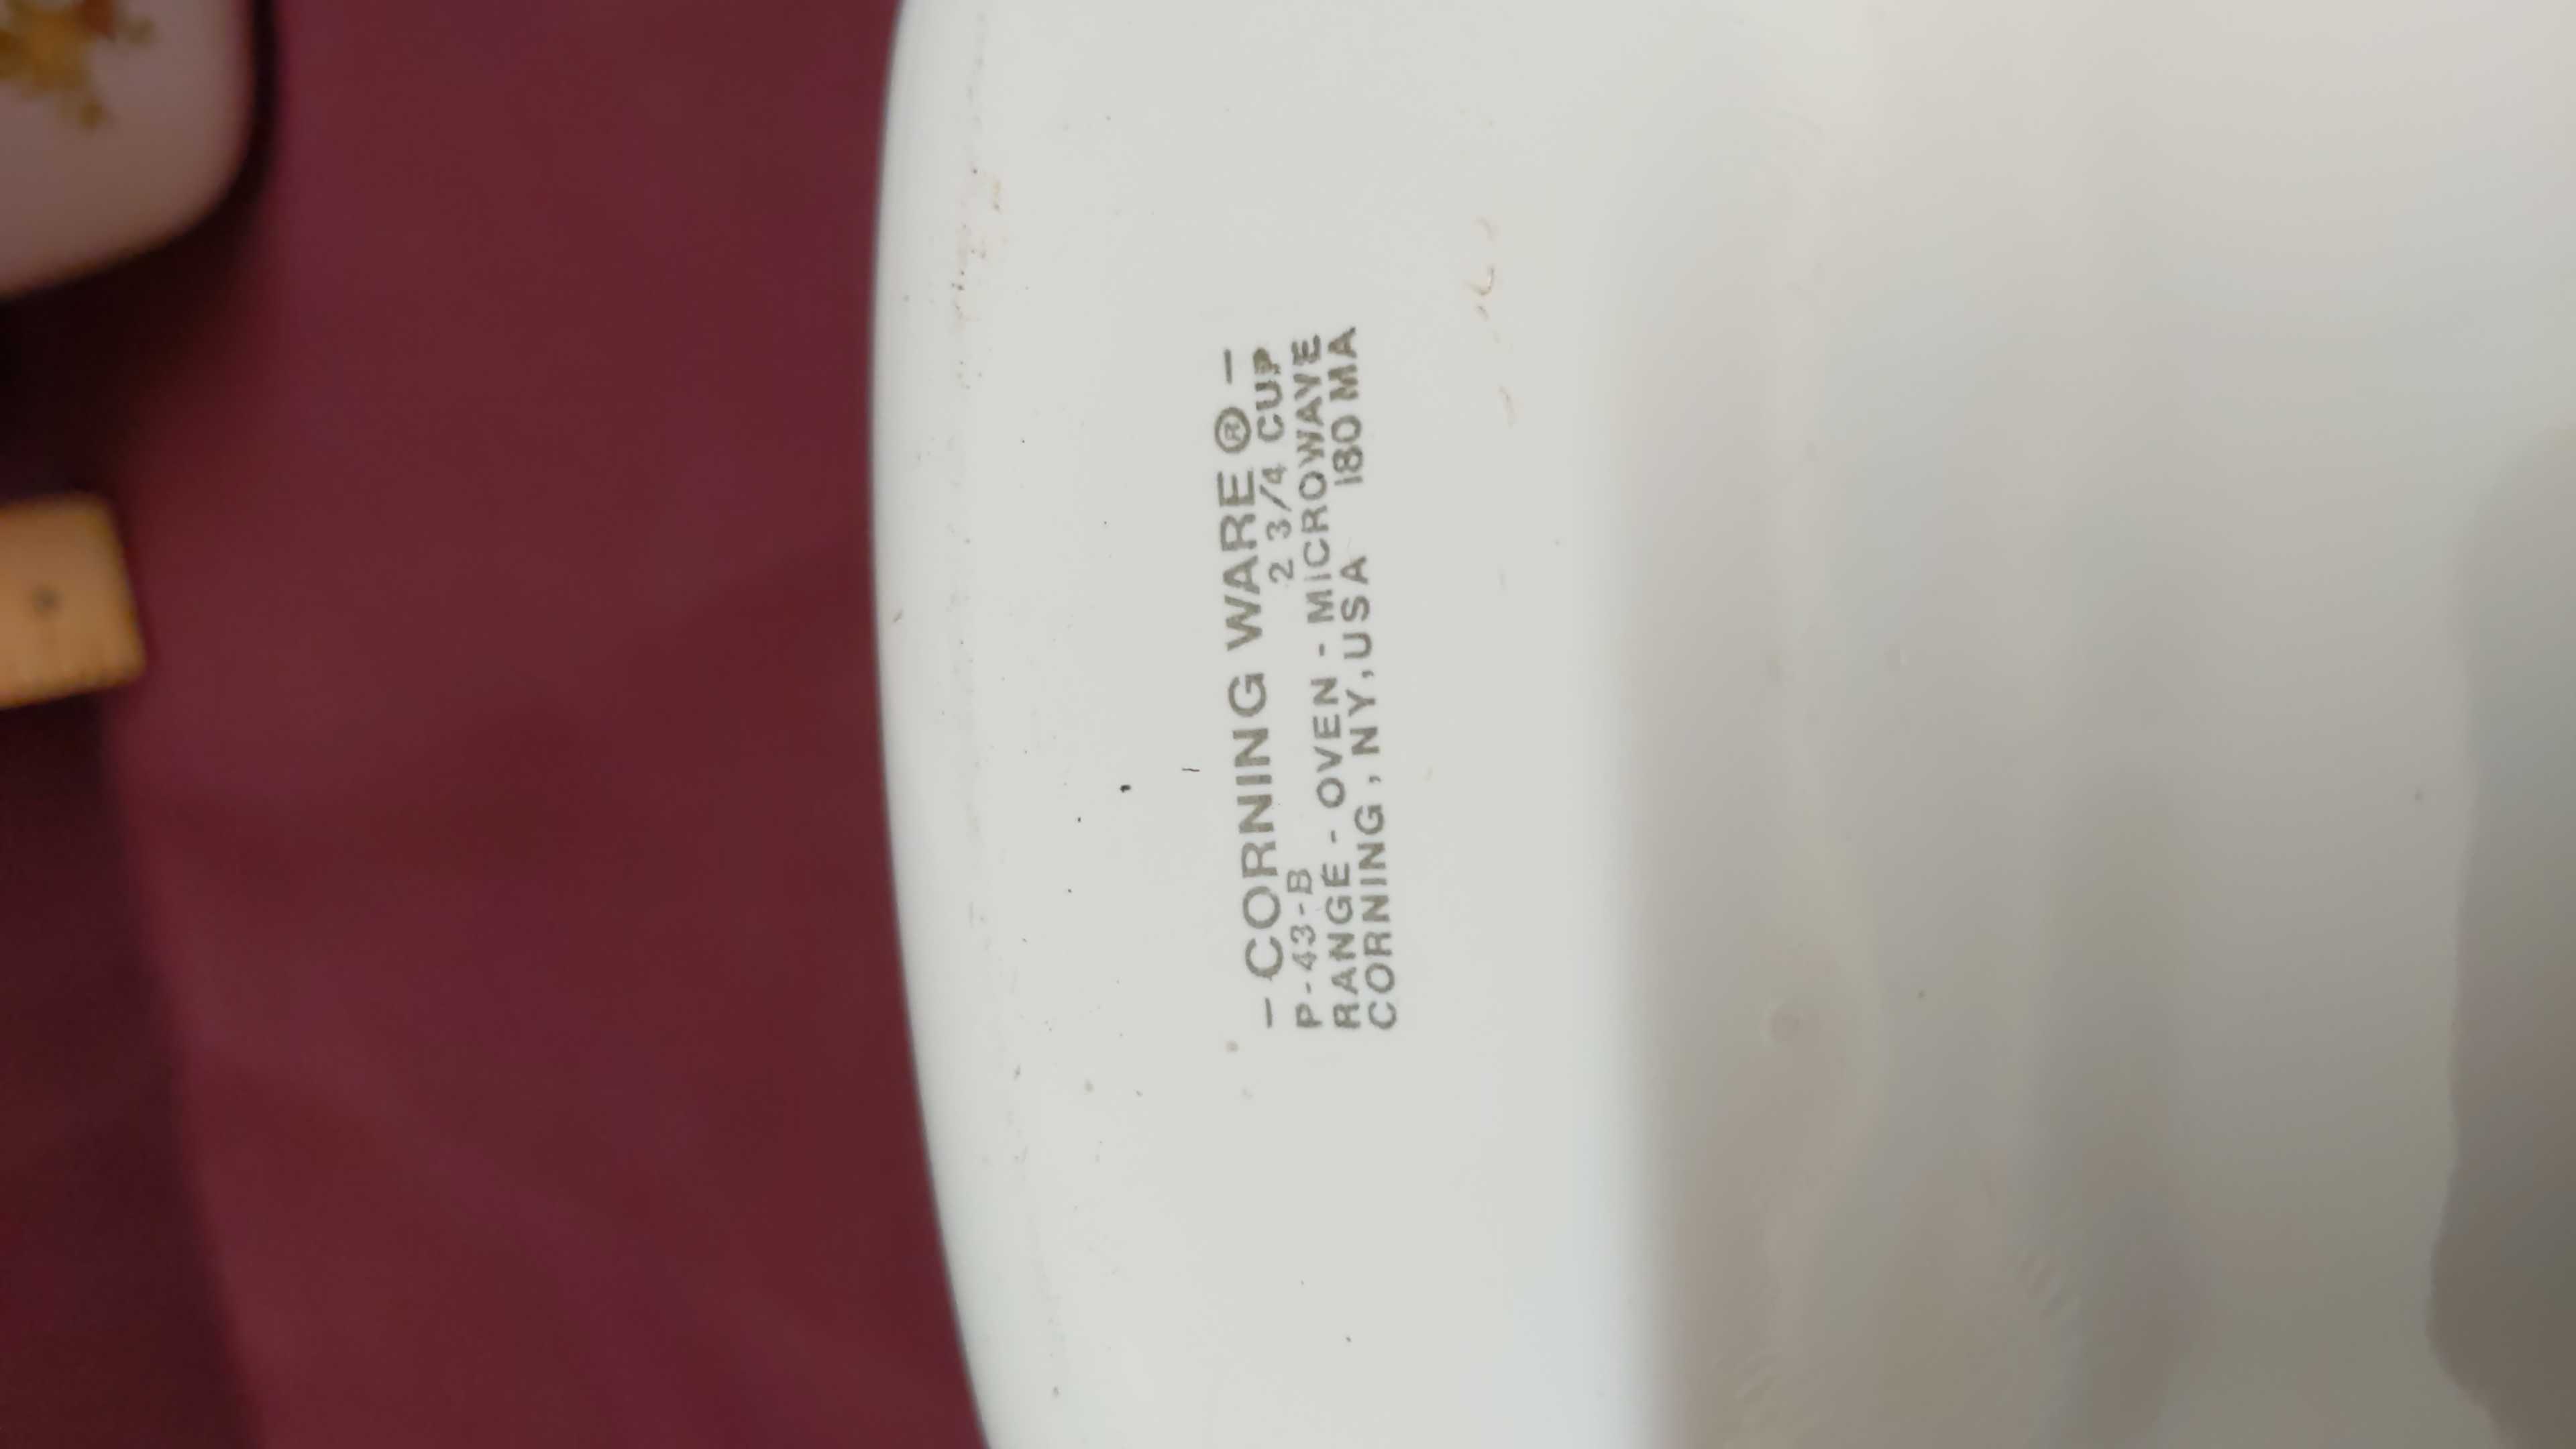 — CORNING WARE ® —
P-43-B 2 3/4 CUP
RANGE - OVEN - MICROWAVE
CORNING, NY, USA 180 MA